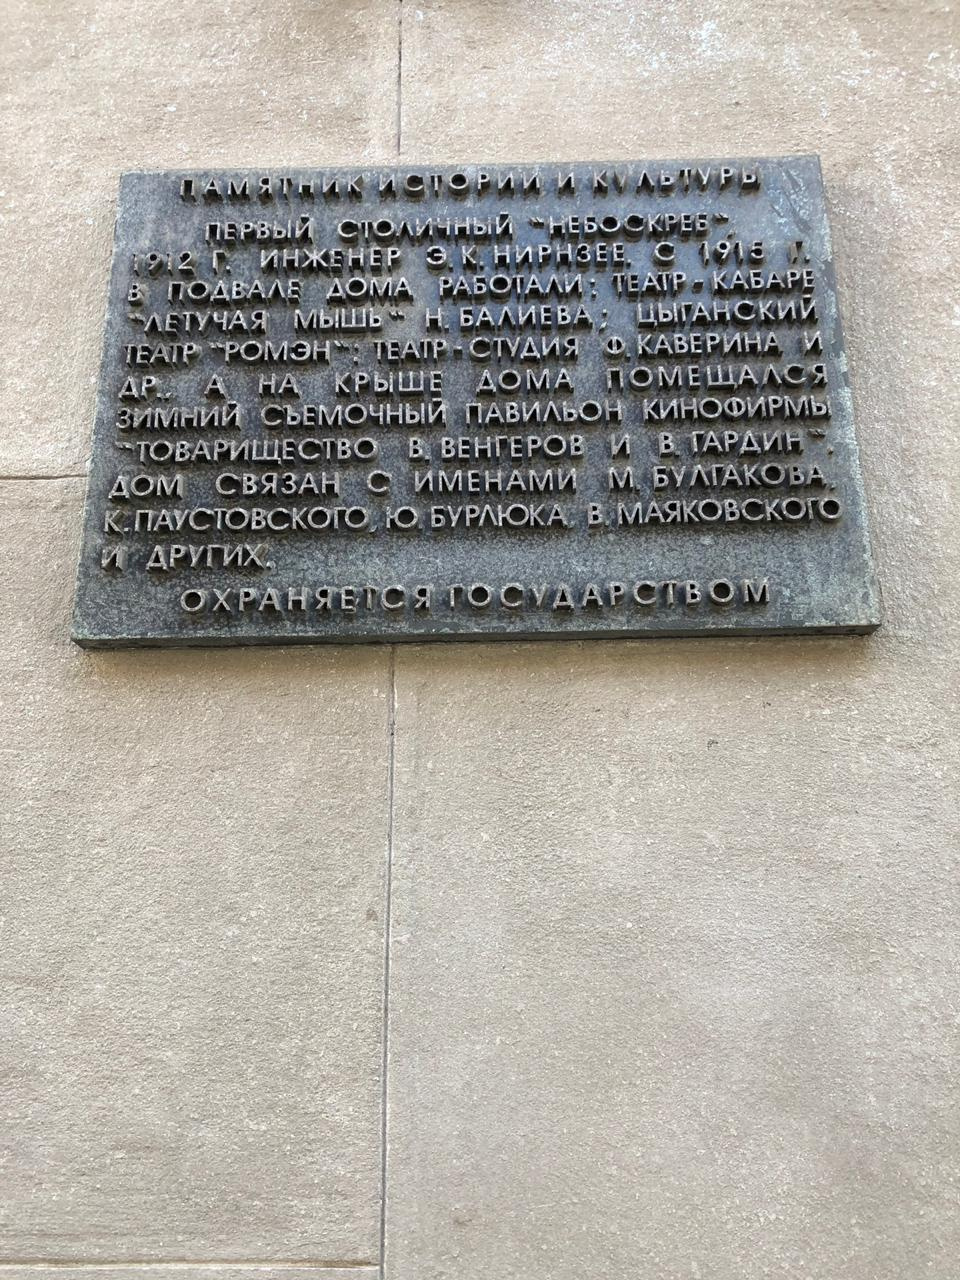 ПАМЯТНИК ИСТОРИИ И КУЛЬТУРЫ
ПЕРВЫЙ СТОЛИЧНЫЙ "НЕБОСКРЕБ",
1912 Г. ИНЖЕНЕР Э.К. НИРНЗЕЕ. С 1915 Г.
В ПОДВАЛЕ ДОМА РАБОТАЛИ: ТЕАТР-КАБАРЕ
"ЛЕТУЧАЯ МЫШЬ" Н. БАЛИЕВА; ЦЫГАНСКИЙ
ТЕАТР "РОМЭН"; ТЕАТР-СТУДИЯ Ф. КАВЕРИНА И
ДР., А НА КРЫШЕ ДОМА ПОМЕЩАЛСЯ
ЗИМНИЙ СЪЕМОЧНЫЙ ПАВИЛЬОН КИНОФИРМЫ
"ТОВАРИЩЕСТВО В. ВЕНГЕРОВ И В. ГАРДИН".
ДОМ СВЯЗАН С ИМЕНАМИ М. БУЛГАКОВА,
К. ПАУСТОВСКОГО, Ю. БУРЛЮКА, В. МАЯКОВСКОГО
И ДРУГИХ.
ОХРАНЯЕТСЯ ГОСУДАРСТВОМ